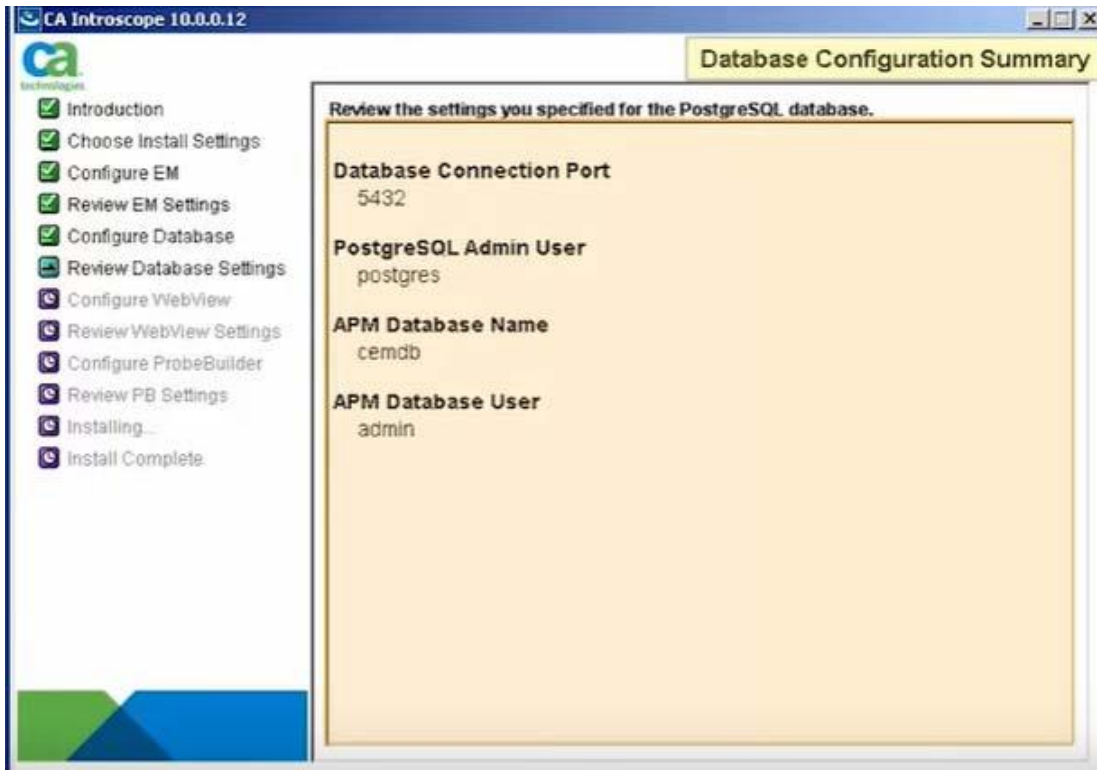 CA Introscope 10.0.0.12
ca
technologies
Database Configuration Summary
Introduction
Choose Install Settings
Configure EM
Review EM Settings
Configure Database
Review Database Settings
Configure WebView
Review WebView Settings
Configure ProbeBuilder
Review PB Settings
Installing...
Install Complete
Review the settings you specified for the PostgreSQL database.
Database Connection Port
5432
PostgreSQL Admin User
postgres
APM Database Name
cemdb
APM Database User
admin